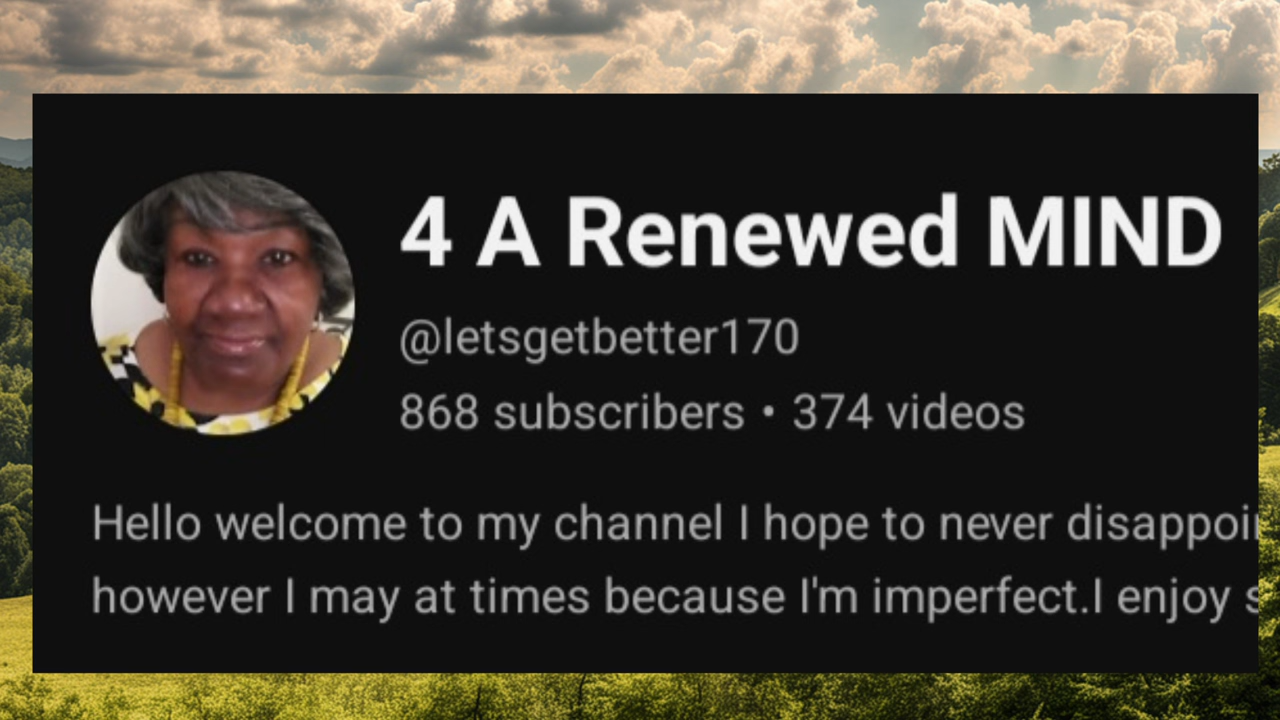 4 A Renewed MIND
@letsgetbetter170
868 subscribers • 374 videos
Hello welcome to my channel I hope to never
however I may at times because I'm imperfect.I enjoy